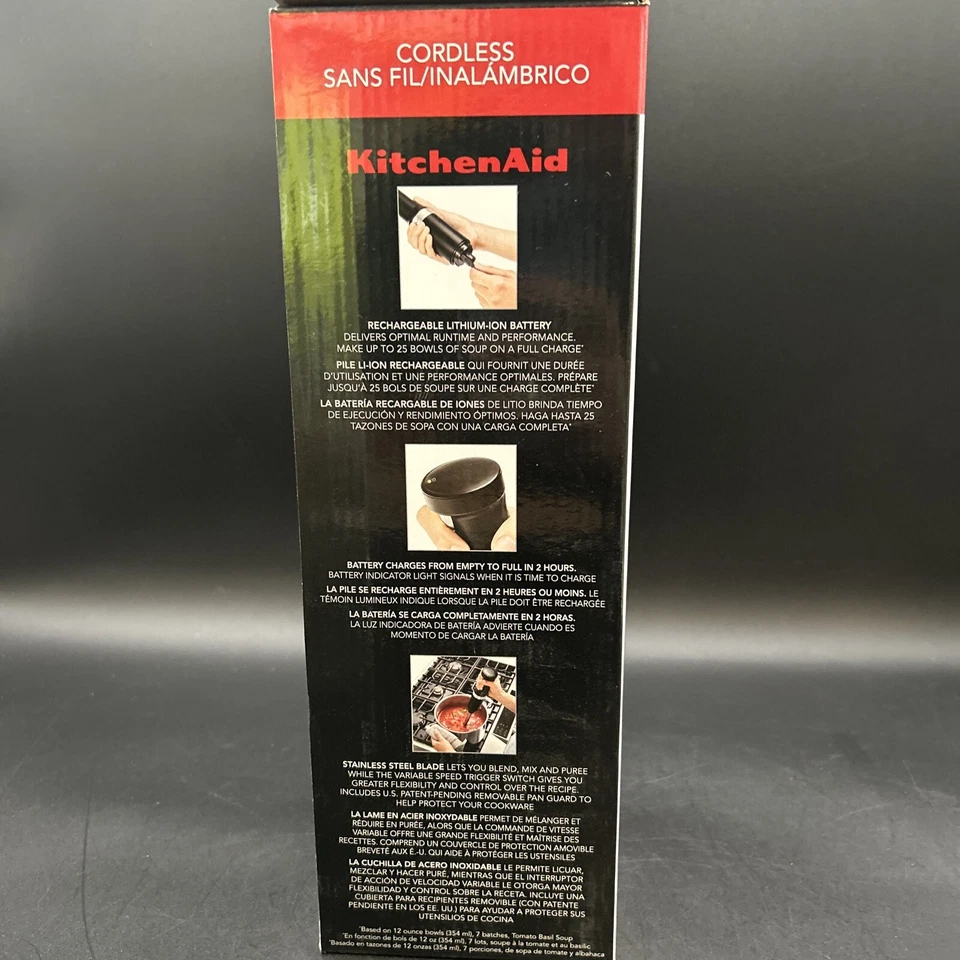 CORDLESS
SANS FIL/INALÁMBRICO
KitchenAid
RECHARGEABLE LITHIUM-ION BATTERY
DELIVERS OPTIMAL RUNTIME AND PERFORMANCE.
MAKE UP TO 25 BOWLS OF SOUP ON A FULL CHARGE*
PILE LI-ION RECHARGEABLE QUI FOURNIT UNE DURÉE
D'UTILISATION ET UNE PERFORMANCE OPTIMALES. PRÉPARE
JUSQU'À 25 BOLS DE SOUPE SUR UNE CHARGE COMPLÈTE*
LA BATERÍA RECARGABLE DE IONES DE LITIO BRINDA TIEMPO
DE EJECUCIÓN Y RENDIMIENTO ÓPTIMOS. HAGA HASTA 25
TAZONES DE SOPA CON UNA CARGA COMPLETA*
BATTERY CHARGES FROM EMPTY TO FULL IN 2 HOURS.
BATTERY INDICATOR LIGHT SIGNALS WHEN IT IS TIME TO CHARGE
LA PILE SE RECHARGE ENTIÈREMENT EN 2 HEURES OU MOINS. LE
TÉMOIN LUMINEUX INDIQUE LORSQUE LA PILE DOIT ÊTRE RECHARGÉE
LA BATERÍA SE CARGA COMPLETAMENTE EN 2 HORAS.
LA LUZ INDICADORA DE BATERÍA ADVIERTE CUANDO ES
MOMENTO DE CARGAR LA BATERÍA
STAINLESS STEEL BLADE LETS YOU BLEND, MIX AND PUREE
WHILE THE VARIABLE SPEED TRIGGER SWITCH GIVES YOU
GREATER FLEXIBILITY AND CONTROL OVER THE RECIPE.
INCLUDES U.S. PATENT-PENDING REMOVABLE PAN GUARD TO
HELP PROTECT YOUR COOKWARE
LA LAME EN ACIER INOXYDABLE PERMET DE MÉLANGER ET
RÉDUIRE EN PURÉE, ALORS QUE LA COMMANDE DE VITESSE
VARIABLE OFFRE UNE GRANDE FLEXIBILITÉ ET MAÎTRISE DES
RECETTES. COMPREND UN COUVERCLE DE PROTECTION AMOVIBLE
BREVETÉ AUX É.-U. QUI AIDE À PROTÉGER LES USTENSILES
LA CUCHILLA DE ACERO INOXIDABLE LE PERMITE LICUAR,
MEZCLAR Y HACER PURÉ, MIENTRAS QUE EL INTERRUPTOR
DE ACCIÓN DE VELOCIDAD VARIABLE LE OTORGA MAYOR
FLEXIBILIDAD Y CONTROL SOBRE LA RECETA. INCLUYE UNA
CUBIERTA PARA RECIPIENTES REMOVIBLE (CON PATENTE
PENDIENTE EN LOS EE. UU.) PARA AYUDAR A PROTEGER SUS
UTENSILIOS DE COCINA
*Based on 12 ounce bowls (354 ml), 7 batches, Tomato Basil Soup
*En fonction de bols de 12 oz (354 ml), 7 lots, soupe à la tomate et au basilic
*Basado en tazones de 12 onzas (354 ml), 7 porciones, de sopa de tomate y albahaca